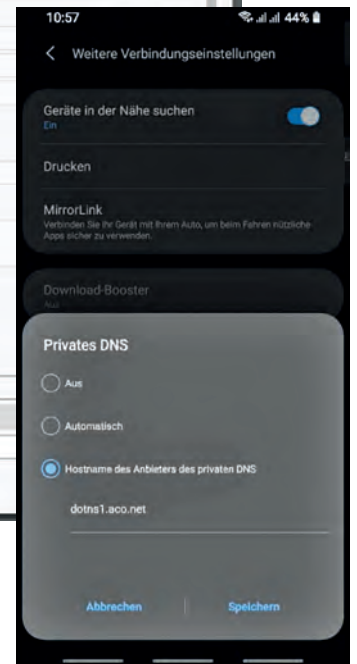 10:57 44%
Weitere Verbindungseinstellungen
Geräte in der Nähe suchen
Ein
Drucken
MirrorLink
Verbinden Sie Ihr Gerät mit Ihrem Auto, um beim Fahren nützliche
Apps sicher zu verwenden.
Download-Booster
Aus
Privates DNS
Aus
Automatisch
Hostname des Anbieters des privaten DNS
dotns1.aco.net
Abbrechen Speichern